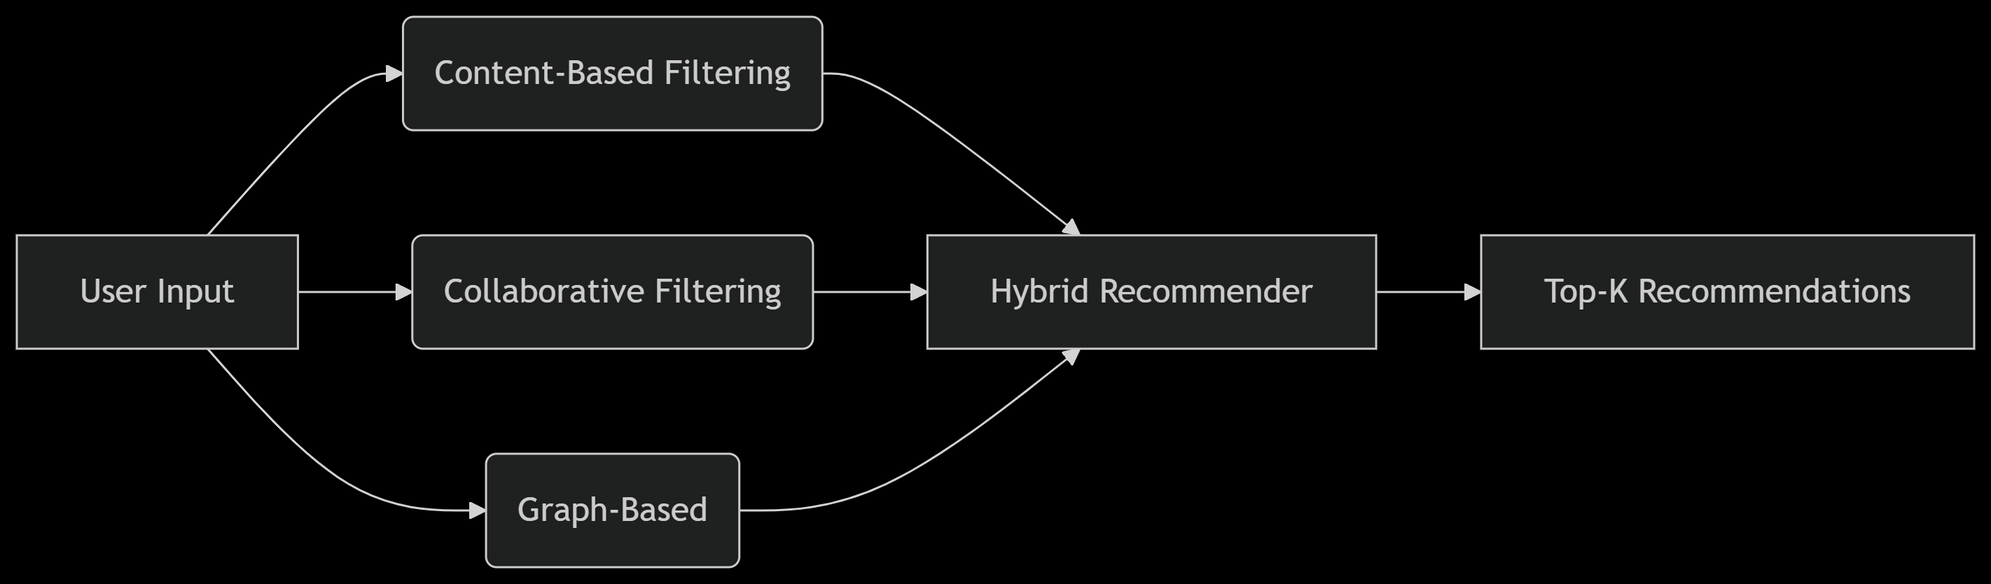 Content-Based Filtering
User Input
Collaborative Filtering
Hybrid Recommender
Top-K Recommendations
Graph-Based